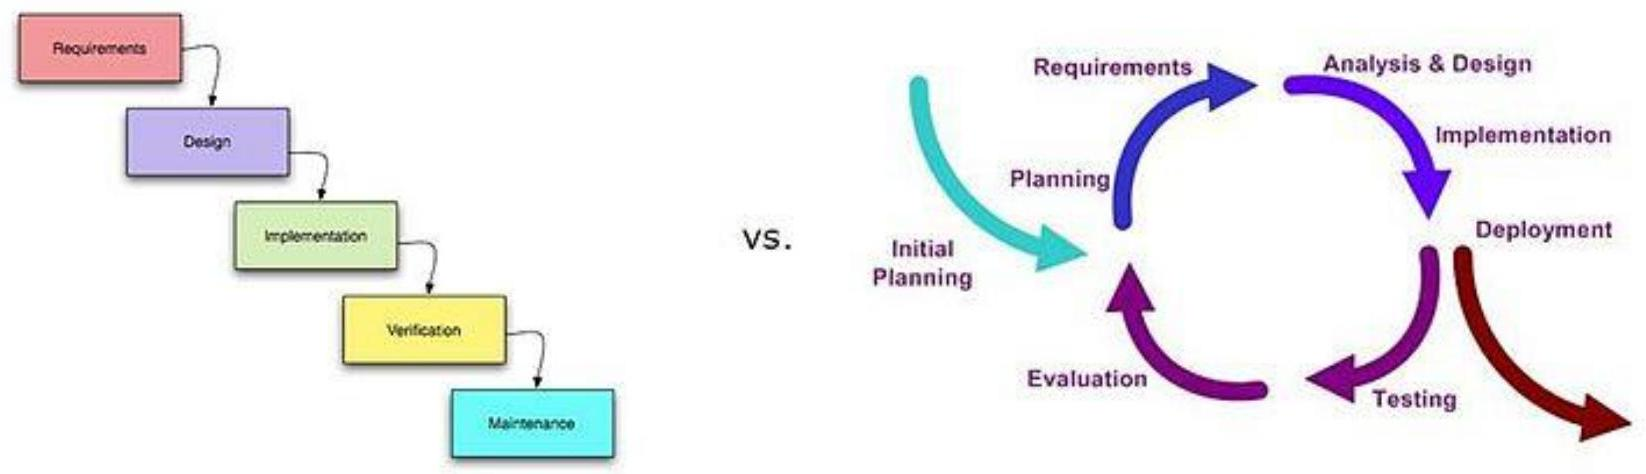 Requirements
Design
Implementation
Verification
Maintenance
vs.
Initial
Planning
Planning
Requirements
Analysis & Design
Implementation
Deployment
Testing
Evaluation